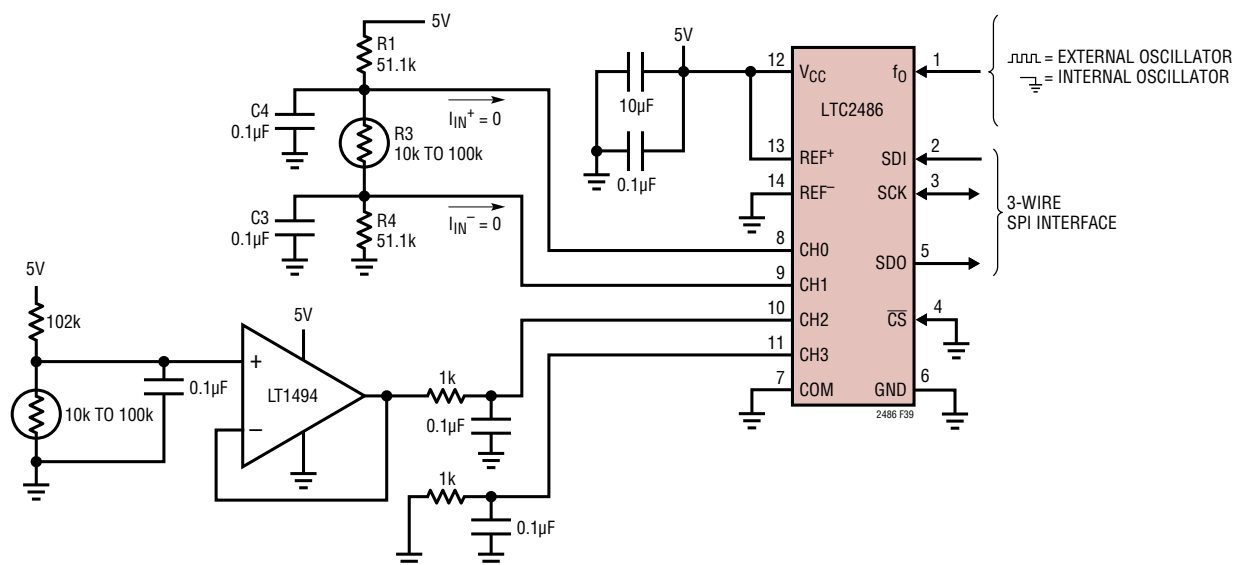 5V
R1
51.1k
C4
0.1µF
I_IN⁺ = 0
R3
10k TO 100k
C3
0.1µF
I_IN⁻ = 0
R4
51.1k
5V
10µF
0.1µF
12
V_CC
f_O
1
LTC2486
13
REF⁺
SDI
2
14
REF⁻
SCK
3
8
CH0
SDO
5
9
CH1
10
CH2
C̅S̅
4
11
CH3
7
COM
GND
6
2486 F39
= EXTERNAL OSCILLATOR
= INTERNAL OSCILLATOR
3-WIRE
SPI INTERFACE
5V
102k
5V
+
LT1494
−
0.1µF
10k TO 100k
1k
0.1µF
1k
0.1µF